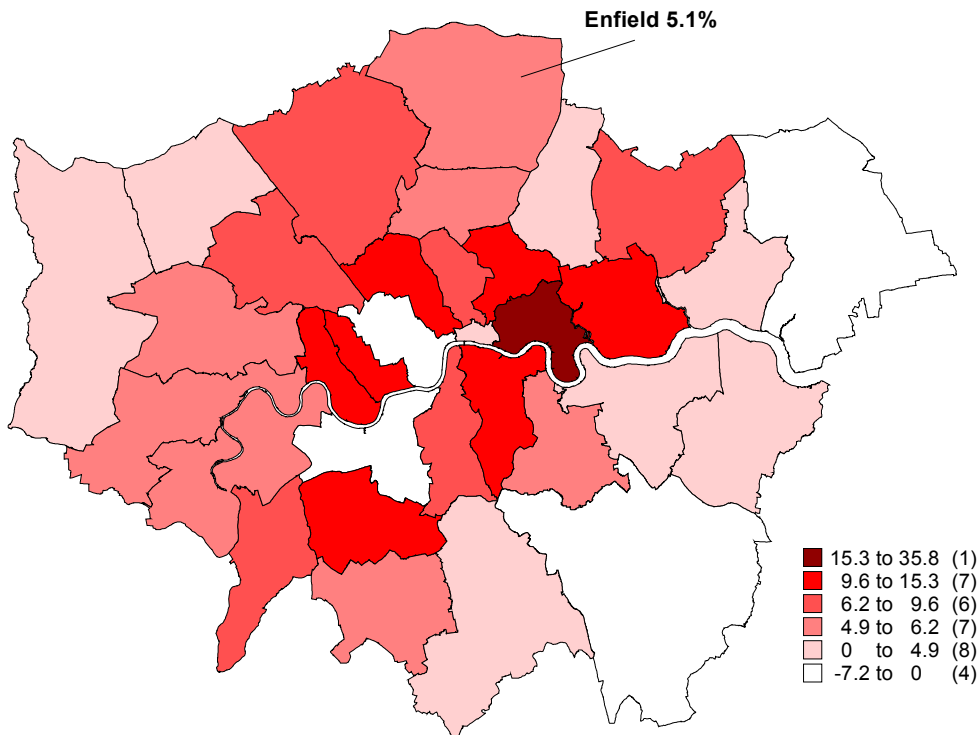 Enfield 5.1%
15.3 to 35.8 (1)
9.6 to 15.3 (7)
6.2 to 9.6 (6)
4.9 to 6.2 (7)
0 to 4.9 (8)
-7.2 to 0 (4)